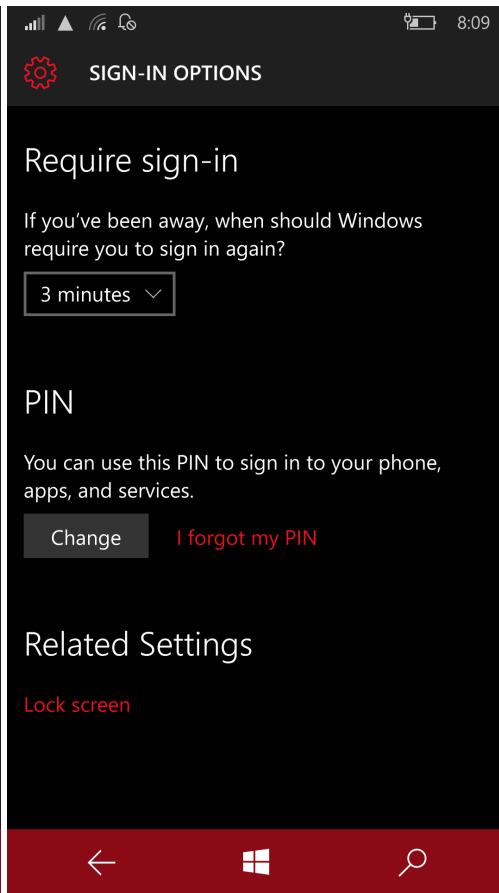 8:09
SIGN-IN OPTIONS
Require sign-in
If you've been away, when should Windows
require you to sign in again?
3 minutes
PIN
You can use this PIN to sign in to your phone,
apps, and services.
Change I forgot my PIN
Related Settings
Lock screen